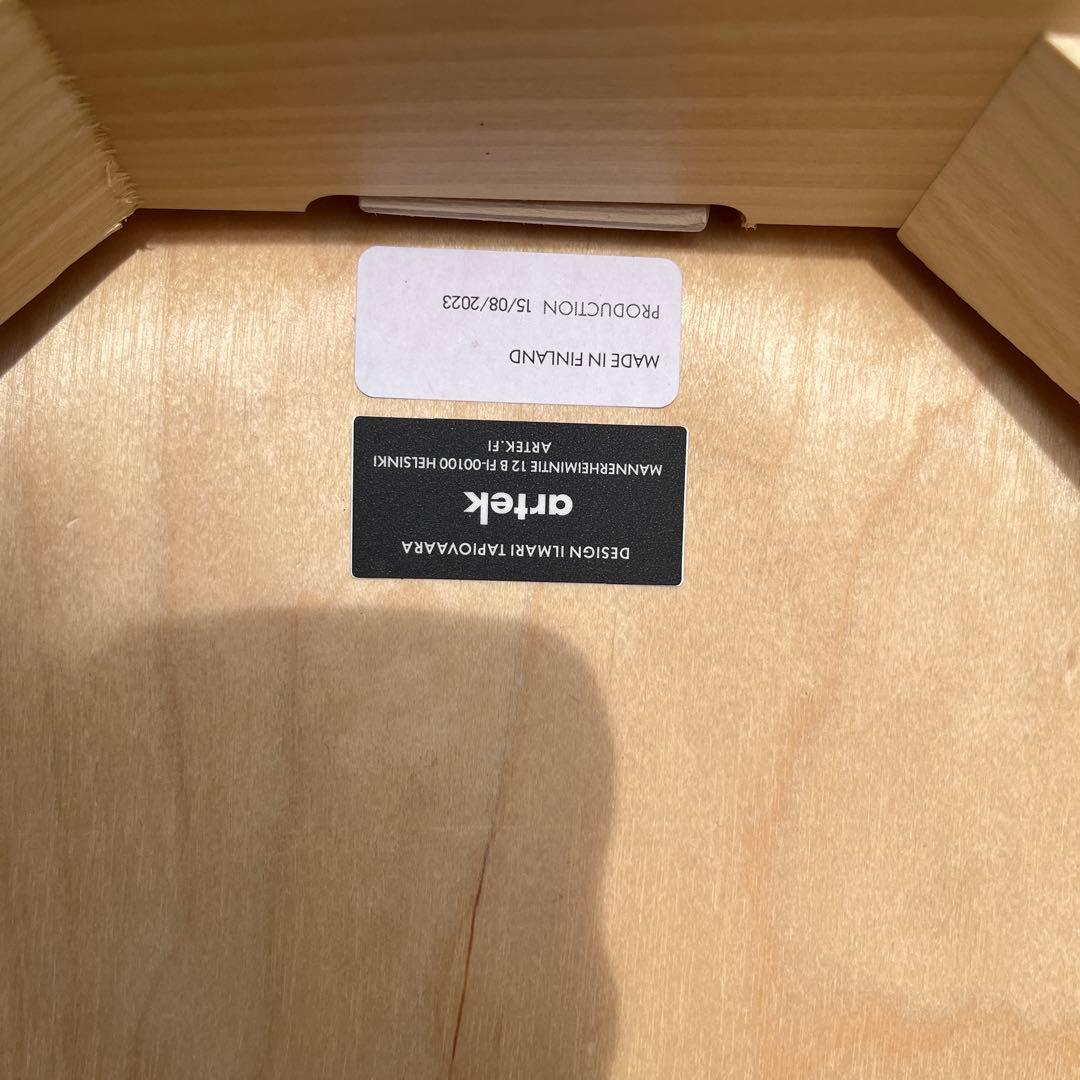 DESIGN ILMARI TAPIOVAARA
artek
MANNERHEIMINTIE 12 B FI-00100 HELSINKI
ARTEK.FI
MADE IN FINLAND
PRODUCTION 15/08/2023